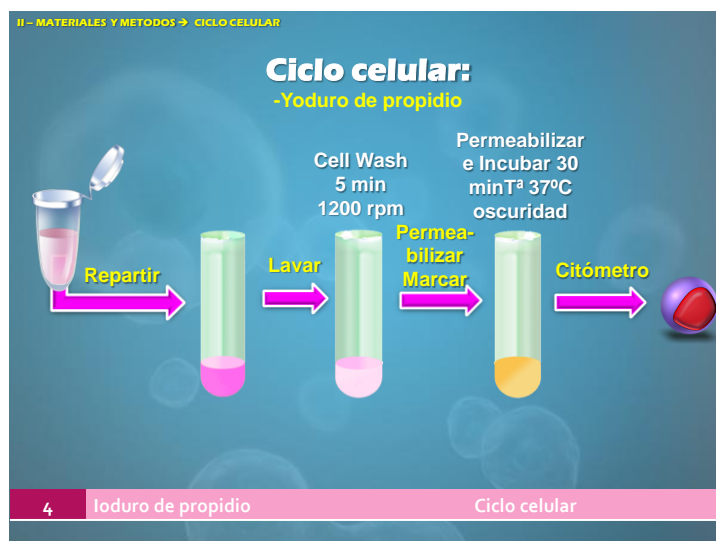 II – MATERIALES Y METODOS → CICLO CELULAR
Ciclo celular:
-Yoduro de propidio
Cell Wash
5 min
1200 rpm
Permeabilizar
e Incubar 30
minTª 37ºC
oscuridad
Repartir
Lavar
Permea-
bilizar
Marcar
Citómetro
4 Ioduro de propidio Ciclo celular